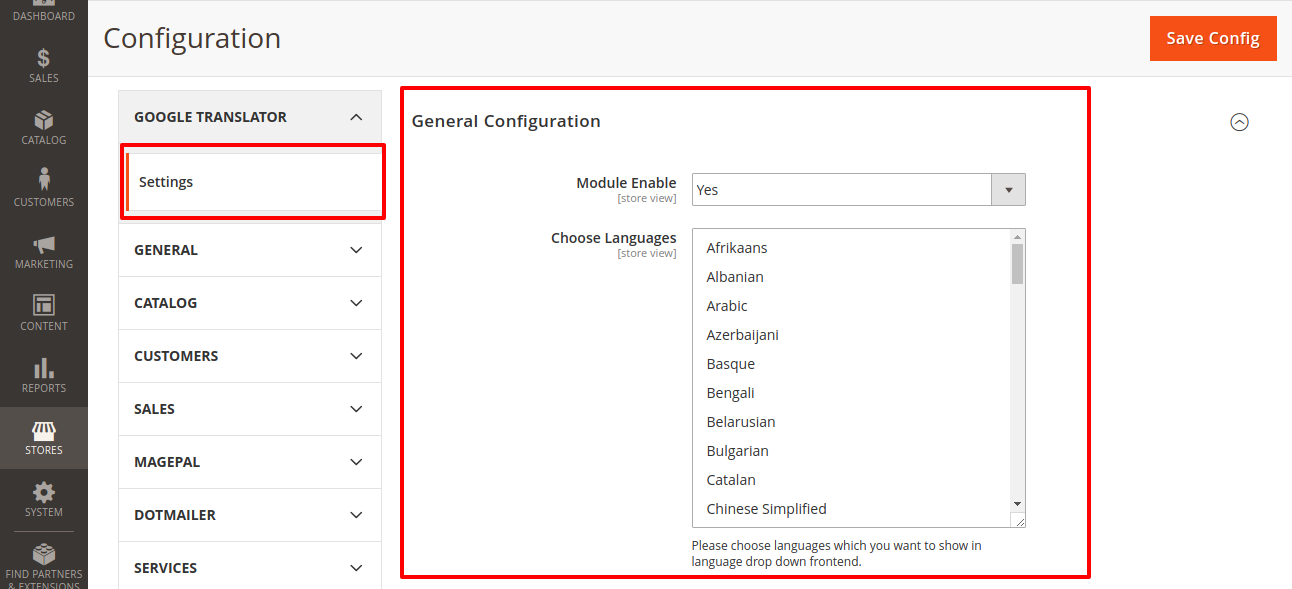 DASHBOARD
SALES
CATALOG
CUSTOMERS
MARKETING
CONTENT
REPORTS
STORES
SYSTEM
FIND PARTNERS
& EXTENSIONS
Configuration
Save Config
GOOGLE TRANSLATOR
Settings
GENERAL
CATALOG
CUSTOMERS
SALES
MAGEPAL
DOTMAILER
SERVICES
General Configuration
Module Enable
[store view]
Yes
Choose Languages
[store view]
Afrikaans
Albanian
Arabic
Azerbaijani
Basque
Bengali
Belarusian
Bulgarian
Catalan
Chinese Simplified
Please choose languages which you want to show in
language drop down frontend.